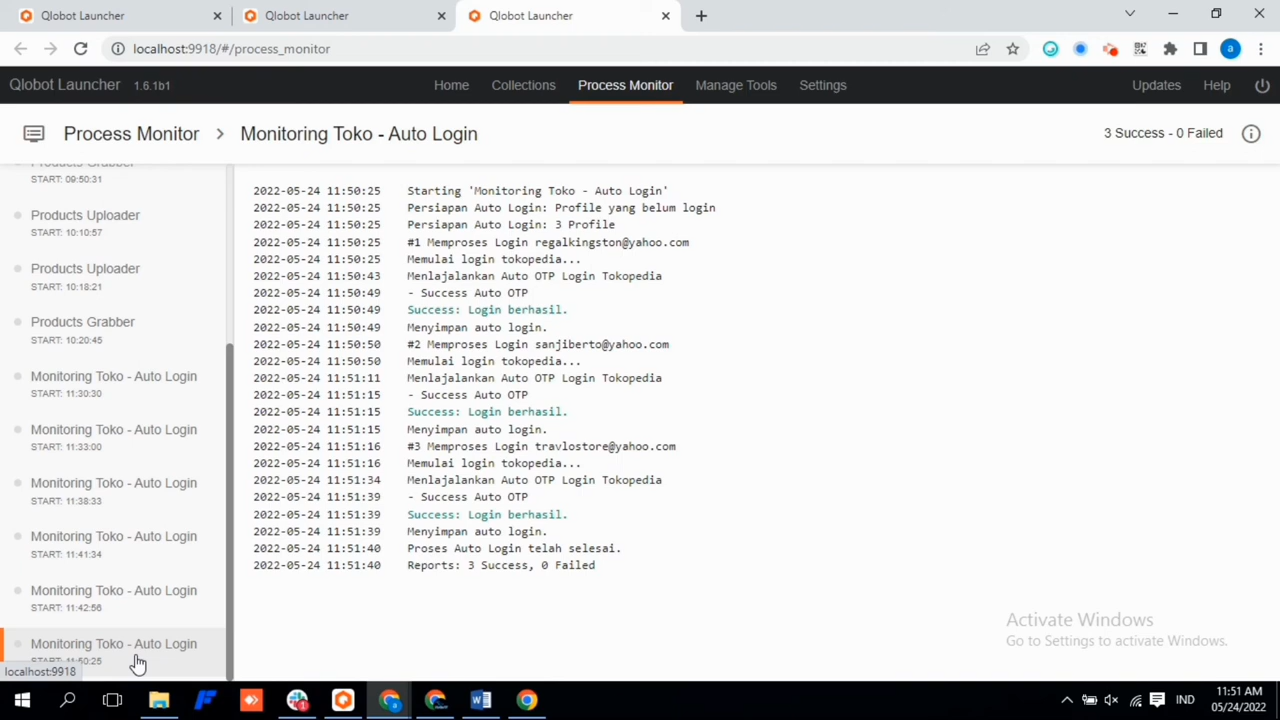 Qlobot Launcher
Qlobot Launcher
Qlobot Launcher
localhost:9918/#/process_monitor
a
Qlobot Launcher 1.6.1b1
Home Collections Process Monitor Manage Tools Settings Updates Help
Process Monitor > Monitoring Toko - Auto Login
3 Success - 0 Failed
Products Grabber
START: 09:50:31
Products Uploader
START: 10:10:57
Products Uploader
START: 10:18:21
Products Grabber
START: 10:20:45
Monitoring Toko - Auto Login
START: 11:30:30
Monitoring Toko - Auto Login
START: 11:33:00
Monitoring Toko - Auto Login
START: 11:38:33
Monitoring Toko - Auto Login
START: 11:41:34
Monitoring Toko - Auto Login
START: 11:42:56
Monitoring Toko - Auto Login
START: 11:50:25
localhost:9918
2022-05-24 11:50:25 Starting 'Monitoring Toko - Auto Login'
2022-05-24 11:50:25 Persiapan Auto Login: Profile yang belum login
2022-05-24 11:50:25 Persiapan Auto Login: 3 Profile
2022-05-24 11:50:25 #1 Memproses Login regalkingston@yahoo.com
2022-05-24 11:50:25 Memulai login tokopedia...
2022-05-24 11:50:43 Menlajalankan Auto OTP Login Tokopedia
2022-05-24 11:50:49 - Success Auto OTP
2022-05-24 11:50:49 Success: Login berhasil.
2022-05-24 11:50:49 Menyimpan auto login.
2022-05-24 11:50:50 #2 Memproses Login sanjiberto@yahoo.com
2022-05-24 11:50:50 Memulai login tokopedia...
2022-05-24 11:51:11 Menlajalankan Auto OTP Login Tokopedia
2022-05-24 11:51:15 - Success Auto OTP
2022-05-24 11:51:15 Success: Login berhasil.
2022-05-24 11:51:15 Menyimpan auto login.
2022-05-24 11:51:16 #3 Memproses Login travlostore@yahoo.com
2022-05-24 11:51:16 Memulai login tokopedia...
2022-05-24 11:51:34 Menlajalankan Auto OTP Login Tokopedia
2022-05-24 11:51:39 - Success Auto OTP
2022-05-24 11:51:39 Success: Login berhasil.
2022-05-24 11:51:39 Menyimpan auto login.
2022-05-24 11:51:40 Proses Auto Login telah selesai.
2022-05-24 11:51:40 Reports: 3 Success, 0 Failed
Activate Windows
Go to Settings to activate Windows.
IND
11:51 AM
05/24/2022